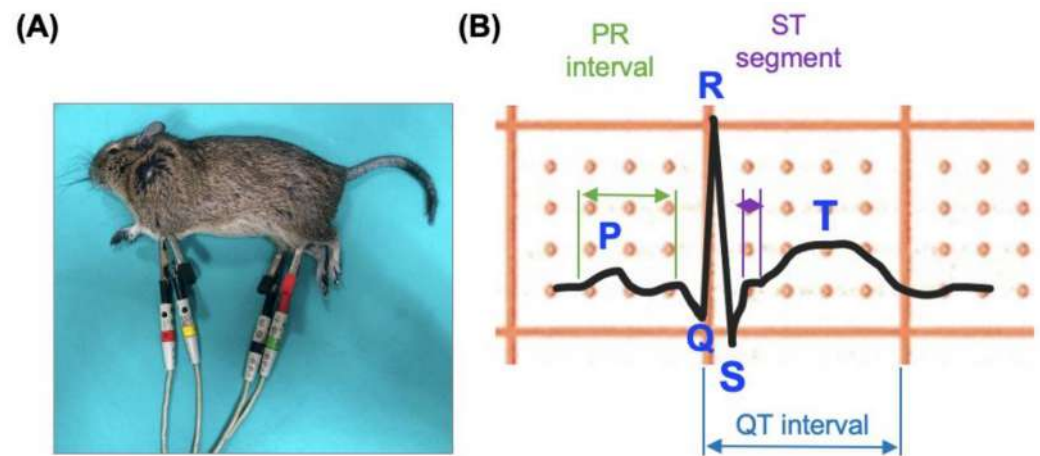 (A)
(B)
PR
interval
ST
segment
R
P
T
Q
S
QT interval